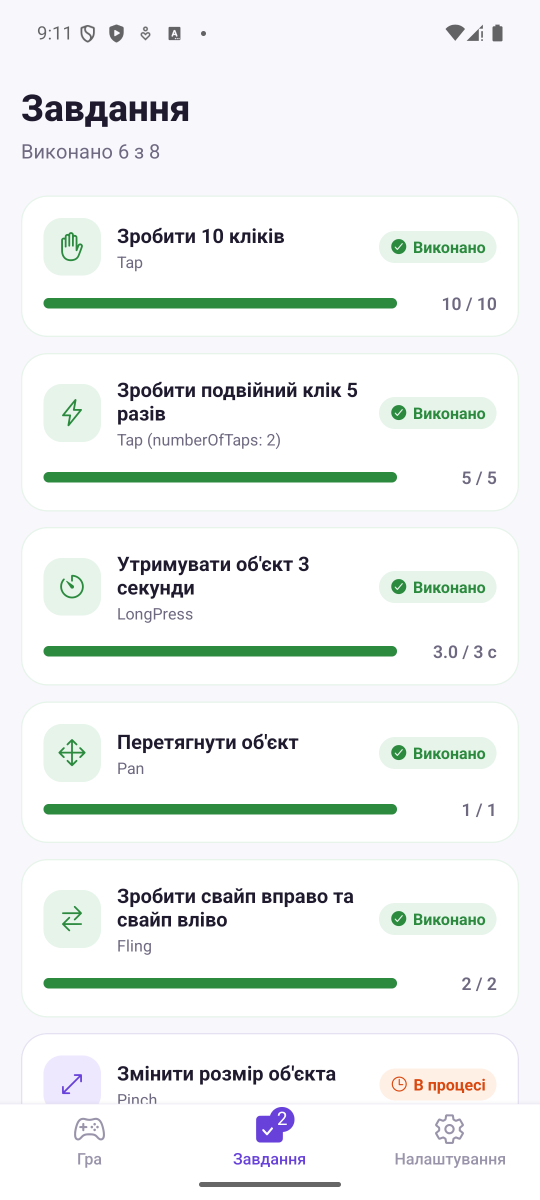 9:11
Завдання
Виконано 6 з 8
Зробити 10 кліків
Tap
Виконано
10 / 10
Зробити подвійний клік 5
разів
Tap (numberOfTaps: 2)
Виконано
5 / 5
Утримувати об'єкт 3
секунди
LongPress
Виконано
3.0 / 3 с
Перетягнути об'єкт
Pan
Виконано
1 / 1
Зробити свайп вправо та
свайп вліво
Fling
Виконано
2 / 2
Змінити розмір об'єкта
Pinch
В процесі
2
Гра
Завдання
Налаштування